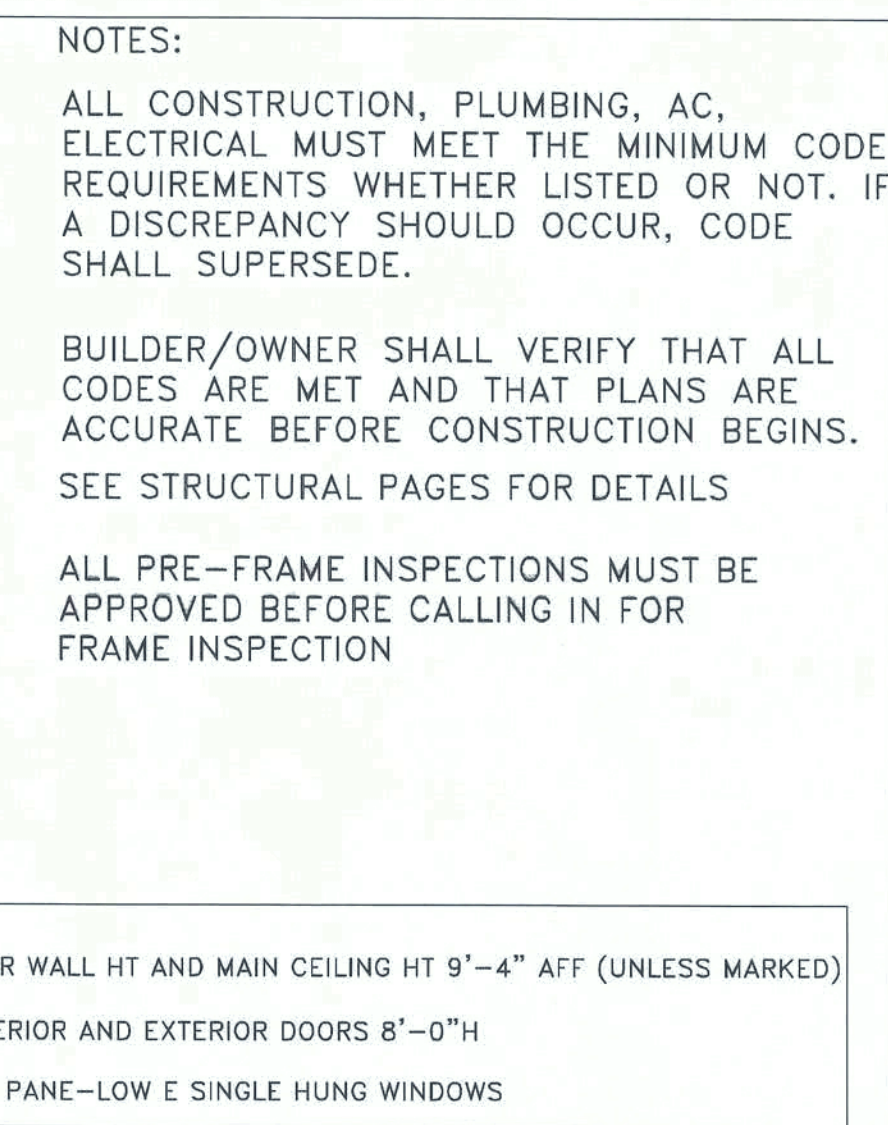 NOTES:
ALL CONSTRUCTION, PLUMBING, AC,
ELECTRICAL MUST MEET THE MINIMUM CODE
REQUIREMENTS WHETHER LISTED OR NOT. IF
A DISCREPANCY SHOULD OCCUR, CODE
SHALL SUPERSEDE.
BUILDER/OWNER SHALL VERIFY THAT ALL
CODES ARE MET AND THAT PLANS ARE
ACCURATE BEFORE CONSTRUCTION BEGINS.
SEE STRUCTURAL PAGES FOR DETAILS
ALL PRE-FRAME INSPECTIONS MUST BE
APPROVED BEFORE CALLING IN FOR
FRAME INSPECTION
R WALL HT AND MAIN CEILING HT 9'-4" AFF (UNLESS MARKED)
ERIOR AND EXTERIOR DOORS 8'-0"H
PANE-LOW E SINGLE HUNG WINDOWS